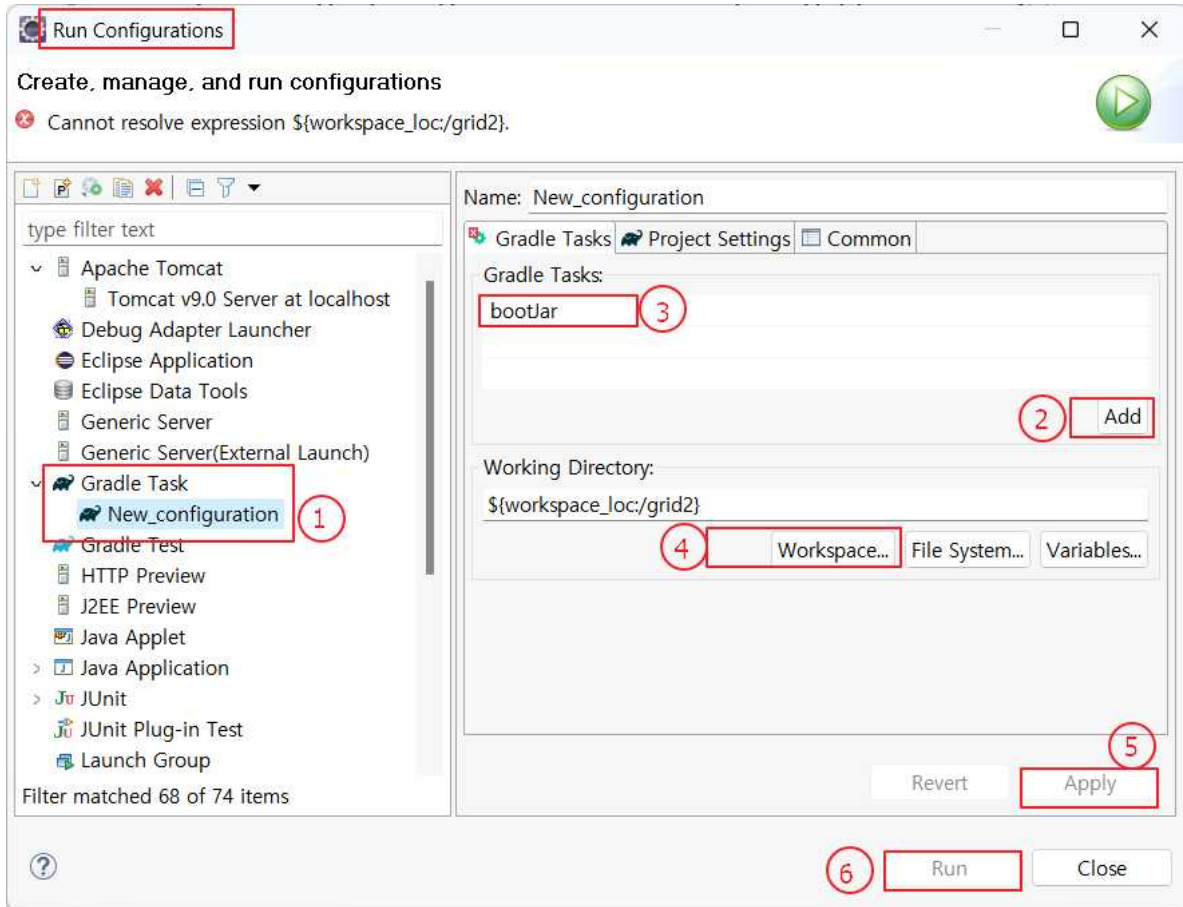 Run Configurations
Create, manage, and run configurations
Cannot resolve expression ${workspace_loc:/grid2}.
type filter text
Apache Tomcat
Tomcat v9.0 Server at localhost
Debug Adapter Launcher
Eclipse Application
Eclipse Data Tools
Generic Server
Generic Server(External Launch)
Gradle Task
New_configuration
1
Gradle Test
HTTP Preview
J2EE Preview
Java Applet
Java Application
JUnit
JUnit Plug-in Test
Launch Group
Filter matched 68 of 74 items
Name: New_configuration
Gradle Tasks Project Settings Common
Gradle Tasks:
bootJar 3
2 Add
Working Directory:
${workspace_loc:/grid2}
4 Workspace... File System... Variables...
5
Revert Apply
6 Run Close